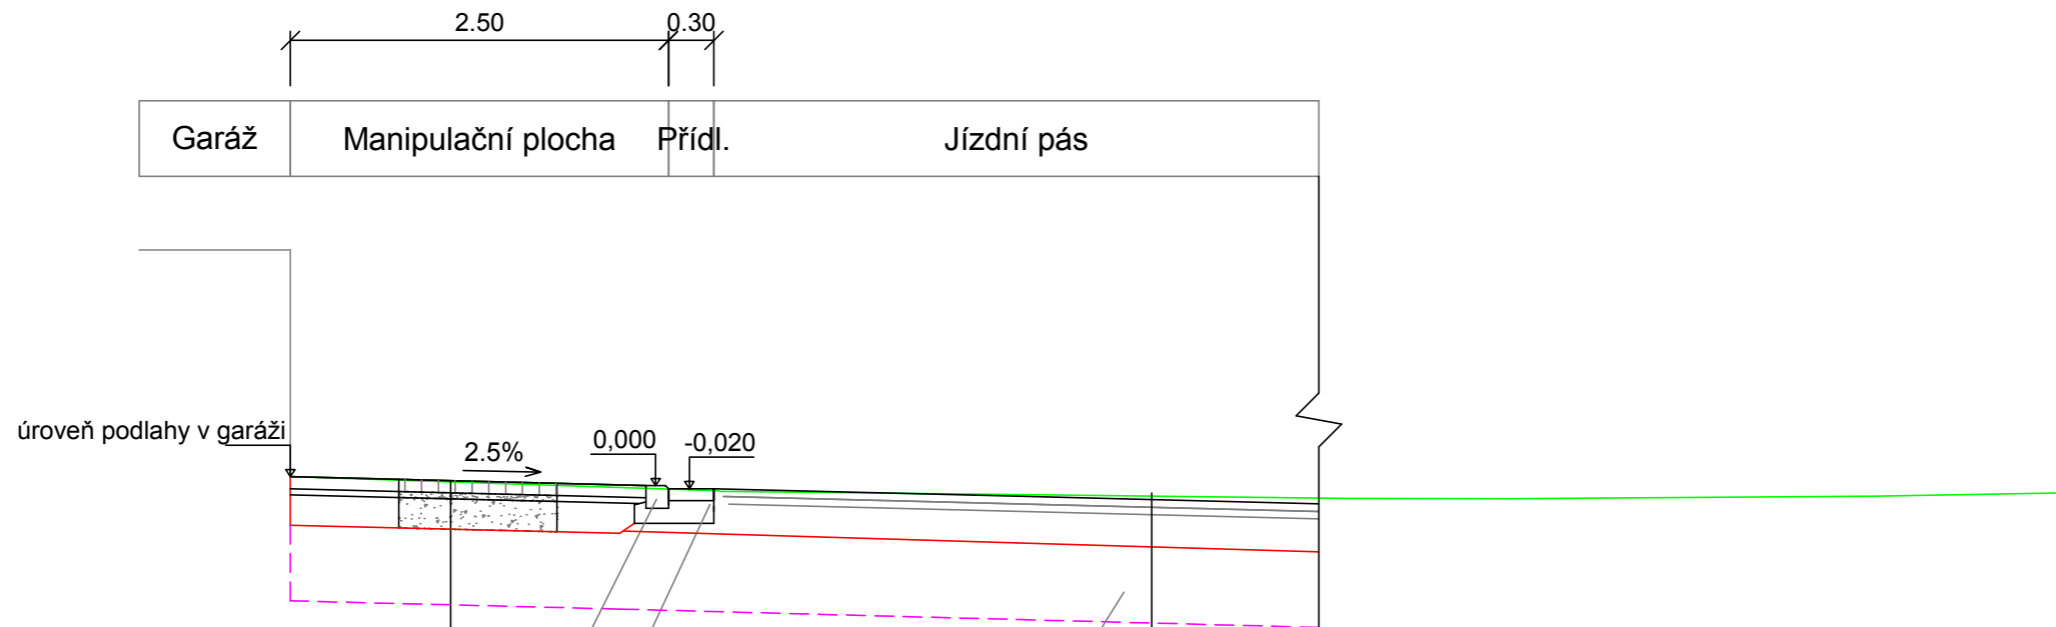 2.50 0.30
Garáž Manipulační plocha Přídl. Jízdní pás
úroveň podlahy v garáži
2.5%
0,000
-0,020